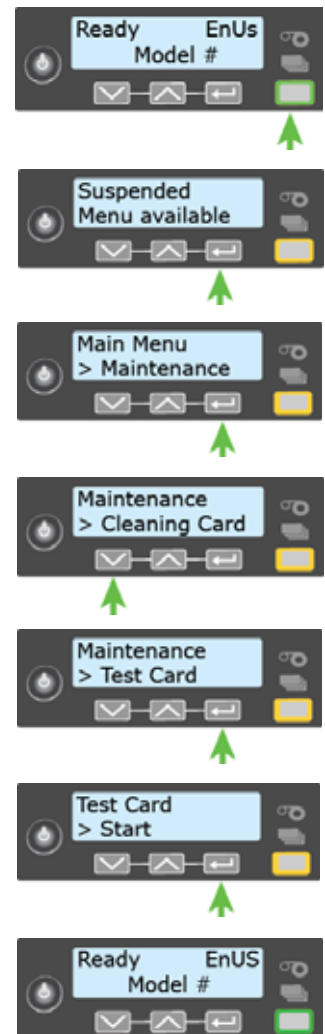 Ready EnUs
Model #
Suspended
Menu available
Main Menu
> Maintenance
Maintenance
> Cleaning Card
Maintenance
> Test Card
Test Card
> Start
Ready EnUS
Model #